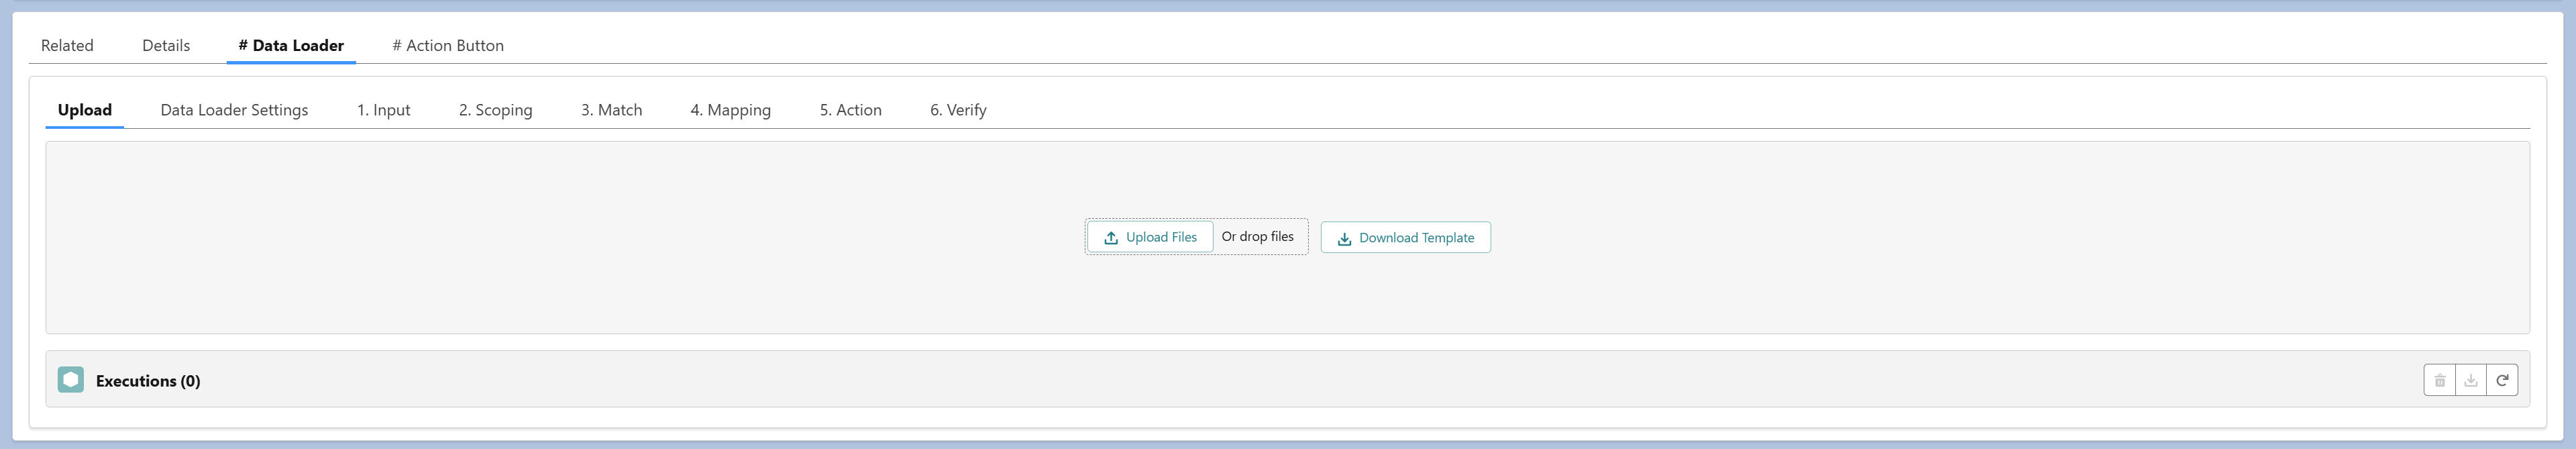 Related Details # Data Loader # Action Button
Upload Data Loader Settings 1. Input 2. Scoping 3. Match 4. Mapping 5. Action 6. Verify
Upload Files Or drop files Download Template
Executions (0)